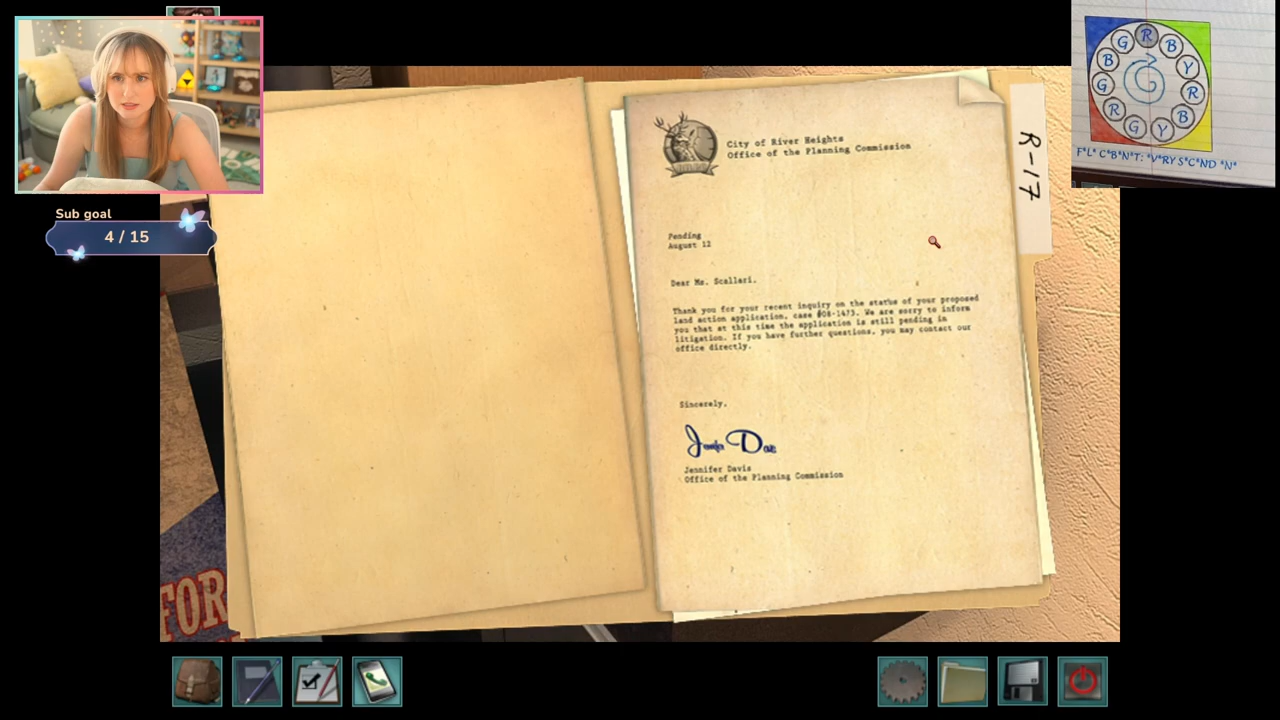 Sub goal
4 / 15
City of River Heights
Office of the Planning Commission
R-17
Pending
August 12
Dear Ms. Scallari,
Thank you for your recent inquiry on the status of your proposed
land action application, case #08-1473. We are sorry to inform
you that at this time the application is still pending in
litigation. If you have further questions, you may contact our
office directly.
Sincerely,
Jennifer Davis
Office of the Planning Commission
FOR
R
B
Y
R
B
Y
G
R
G
B
G
F*L* C*B*N*T: *V*RY S*C*ND *N*